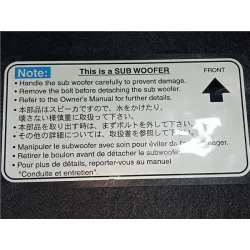 Note: This is a SUB WOOFER
FRONT
• Handle the sub woofer carefully to prevent damage.
• Remove the bolt before detaching the sub woofer.
• Refer to the Owner's Manual for further details.
• 本部品はスピーカですので，水をかけたり，
壊さない様慎重に取扱って下さい。
• 本部品を取り出す時は、まずボルトを外して下さい。
• その他の詳細については、取扱書を参照して下さい。
• Manipuler le subwoofer avec soin pour éviter de
• Retirer le boulon avant de détacher le subwoofer.
• Pour plus de détails, reportez-vous au manuel
"Conduite et entretien".